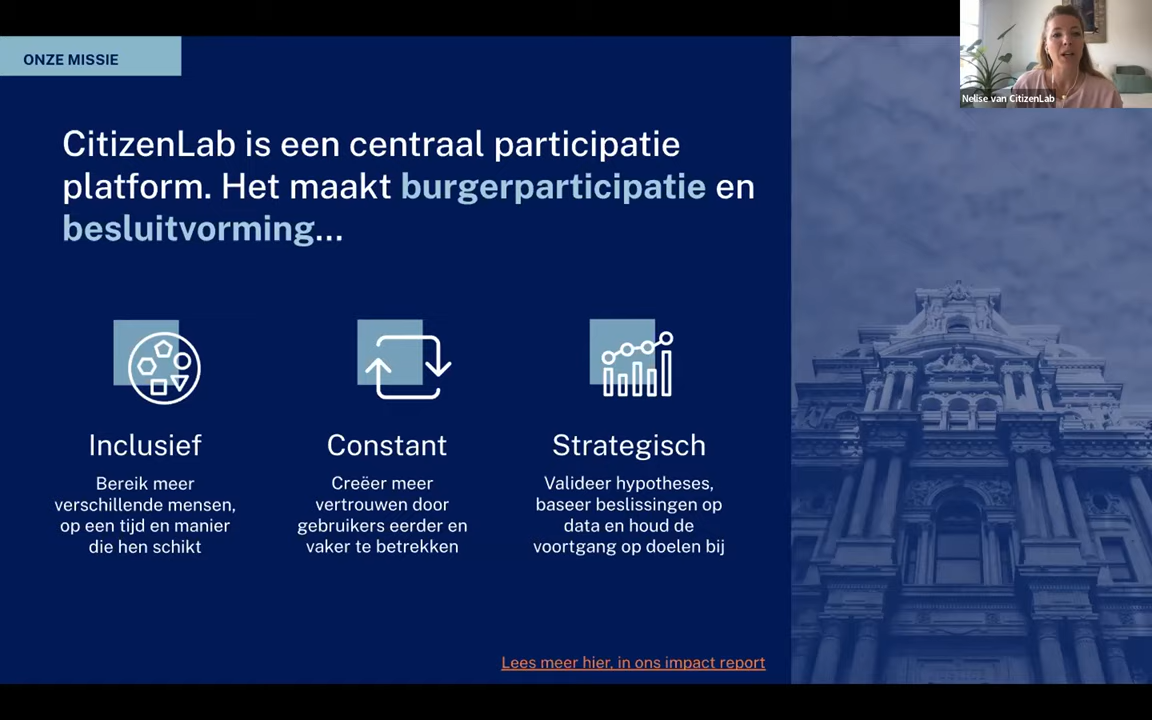 ONZE MISSIE
Nelise van CitizenLab
CitizenLab is een centraal participatie
platform. Het maakt burgerparticipatie en
besluitvorming...
Inclusief
Bereik meer
verschillende mensen,
op een tijd en manier
die hen schikt
Constant
Creëer meer
vertrouwen door
gebruikers eerder en
vaker te betrekken
Strategisch
Valideer hypotheses,
baseer beslissingen op
data en houd de
voortgang op doelen bij
Lees meer hier, in ons impact report